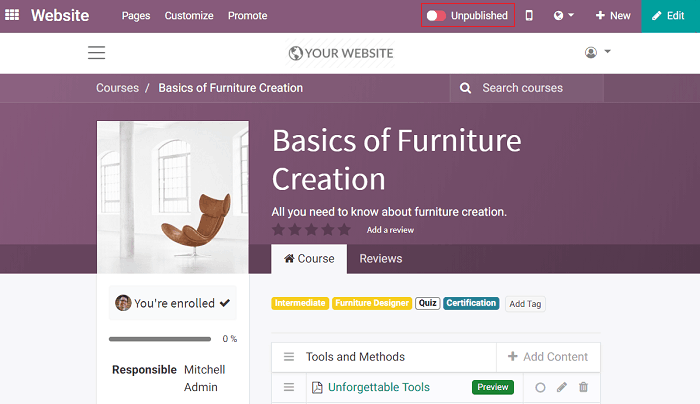 Website Pages Customize Promote Unpublished New Edit
YOUR WEBSITE
Courses / Basics of Furniture Creation Search courses
Basics of Furniture
Creation
All you need to know about furniture creation.
Add a review
Course Reviews
You're enrolled
0 %
Responsible Mitchell
Admin
Intermediate Furniture Designer Quiz Certification Add Tag
Tools and Methods + Add Content
Unforgettable Tools Preview